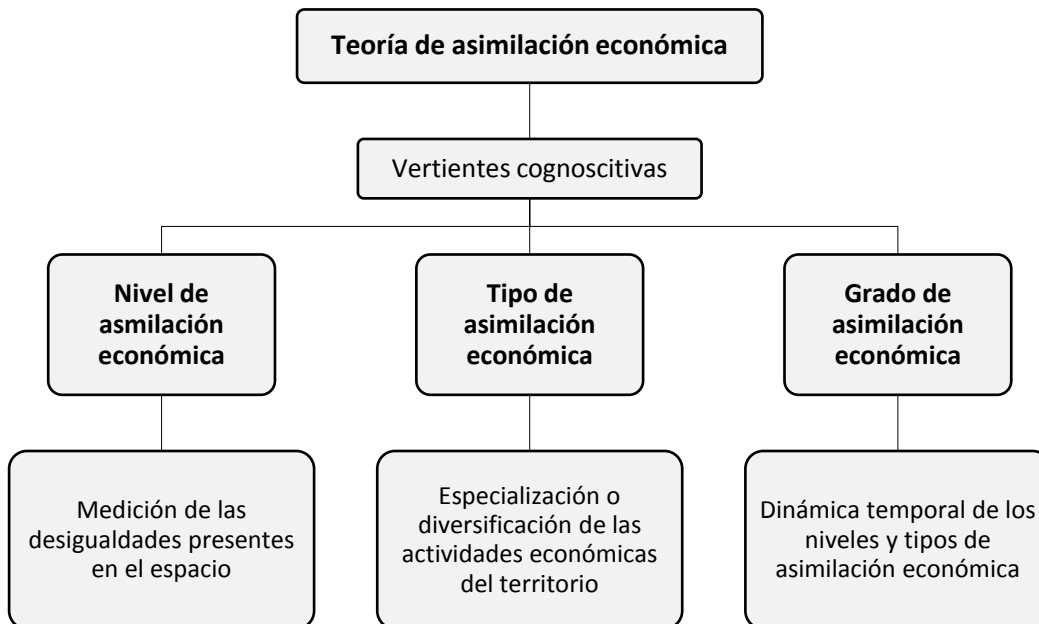 Teoría de asimilación económica
Vertientes cognoscitivas
Nivel de
asmilación
económica
Tipo de
asimilación
económica
Grado de
asimilación
económica
Medición de las
desigualdades presentes
en el espacio
Especialización o
diversificación de las
actividades económicas
del territorio
Dinámica temporal de los
niveles y tipos de
asimilación económica